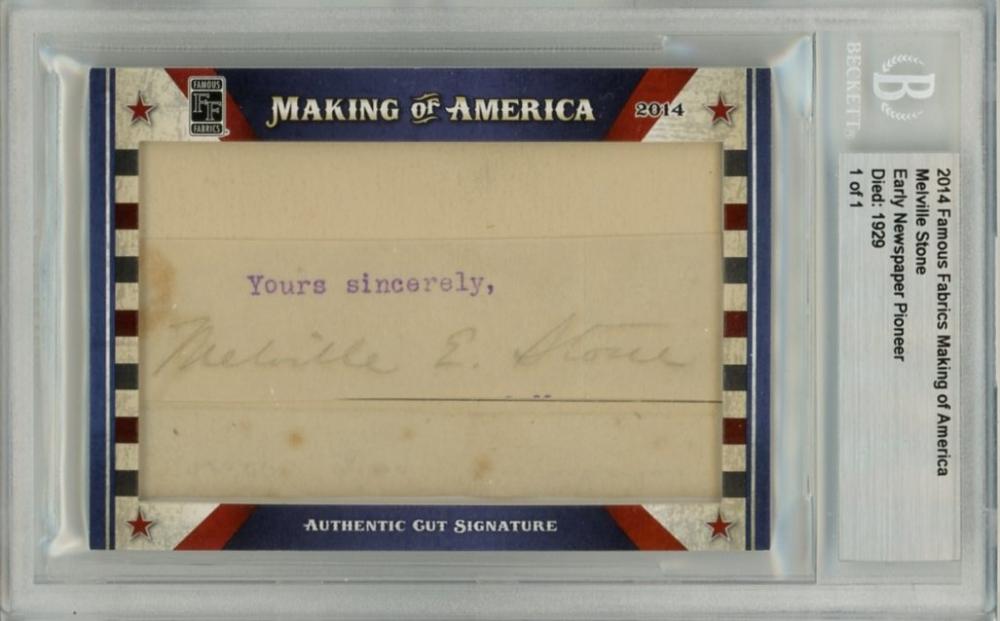 FAMOUS
FF
FABRICS
MAKING OF AMERICA
2014
Yours sincerely,
Melville E. Stone
AUTHENTIC CUT SIGNATURE
B
BECKETT
2014 Famous Fabrics Making of America
Melville Stone
Early Newspaper Pioneer
Died: 1929
1 of 1